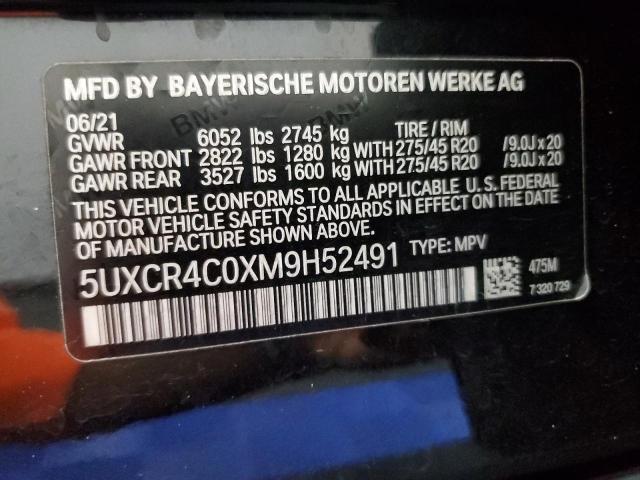 MFD BY BAYERISCHE MOTOREN WERKE AG
06/21 TIRE / RIM
GVWR 6052 lbs 2745 kg
GAWR FRONT 2822 lbs 1280 kg WITH 275/45 R20 /9.0J x 20
GAWR REAR 3527 lbs 1600 kg WITH 275/45 R20 /9.0J x 20
THIS VEHICLE CONFORMS TO ALL APPLICABLE U.S. FEDERAL
MOTOR VEHICLE SAFETY STANDARDS IN EFFECT ON THE DATE
OF MANUFACTURE SHOWN ABOVE.
5UXCR4C0XM9H52491 TYPE: MPV
475M
7 320 729
BMW
BMW